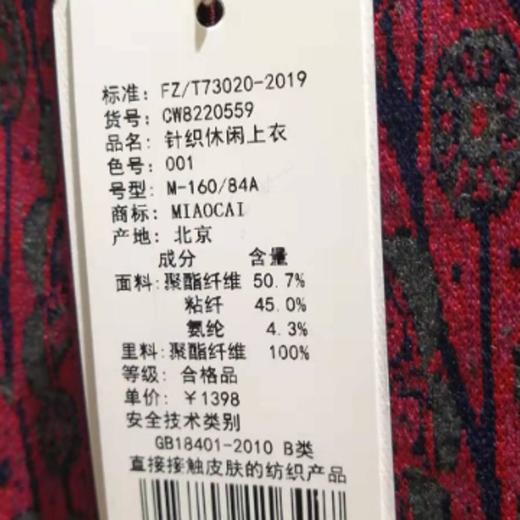 标准: FZ/T73020-2019
货号: CW8220559
品名: 针织休闲上衣
色号: 001
号型: M-160/84A
商标: MIAOCAI
产地: 北京
成分 含量
面料: 聚酯纤维 50.7%
粘纤 45.0%
氨纶 4.3%
里料: 聚酯纤维 100%
等级: 合格品
单价: ¥1398
安全技术类别
GB18401-2010 B类
直接接触皮肤的纺织产品